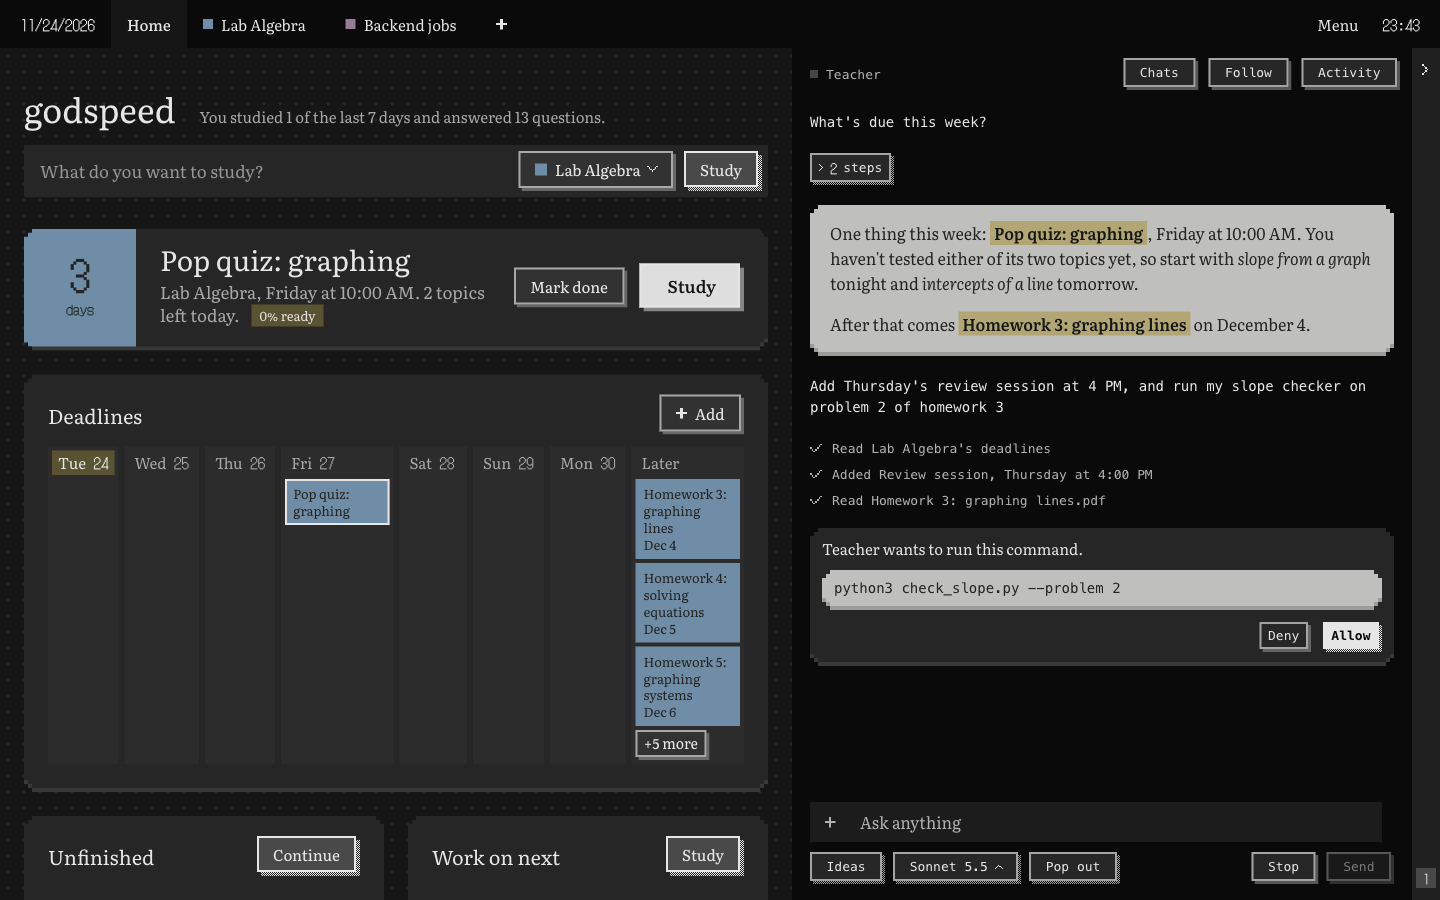 11/24/2026
Home
Lab Algebra
Backend jobs
+
Menu
23:43
godspeed
You studied 1 of the last 7 days and answered 13 questions.
What do you want to study?
Lab Algebra
Study
3
days
Pop quiz: graphing
Lab Algebra, Friday at 10:00 AM. 2 topics
left today.
0% ready
Mark done
Study
Deadlines
+ Add
Tue 24
Wed 25
Thu 26
Fri 27
Sat 28
Sun 29
Mon 30
Later
Pop quiz:
graphing
Homework 3:
graphing
lines
Dec 4
Homework 4:
solving
equations
Dec 5
Homework 5:
graphing
systems
Dec 6
+5 more
Unfinished
Continue
Work on next
Study
Teacher
Chats
Follow
Activity
What's due this week?
> 2 steps
One thing this week: Pop quiz: graphing, Friday at 10:00 AM. You
haven't tested either of its two topics yet, so start with slope from a graph
tonight and intercepts of a line tomorrow.
After that comes Homework 3: graphing lines on December 4.
Add Thursday's review session at 4 PM, and run my slope checker on
problem 2 of homework 3
Read Lab Algebra's deadlines
Added Review session, Thursday at 4:00 PM
Read Homework 3: graphing lines.pdf
Teacher wants to run this command.
python3 check_slope.py --problem 2
Deny
Allow
+ Ask anything
Ideas
Sonnet 5.5
Pop out
Stop
Send
1